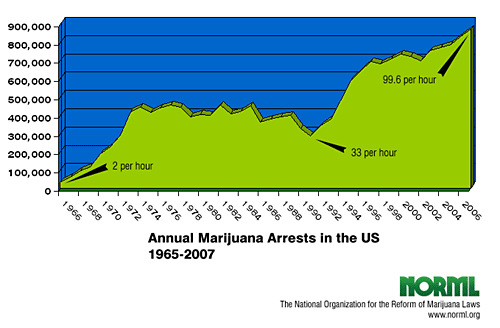 900,000
800,000
700,000
600,000
500,000
400,000
300,000
200,000
100,000
0
99.6 per hour
33 per hour
2 per hour
1966 1968 1970 1972 1974 1976 1978 1980 1982 1984 1986 1988 1990 1992 1994 1996 1998 2000 2002 2004 2006
Annual Marijuana Arrests in the US
1965-2007
NORML
The National Organization for the Reform of Marijuana Laws
www.norml.org